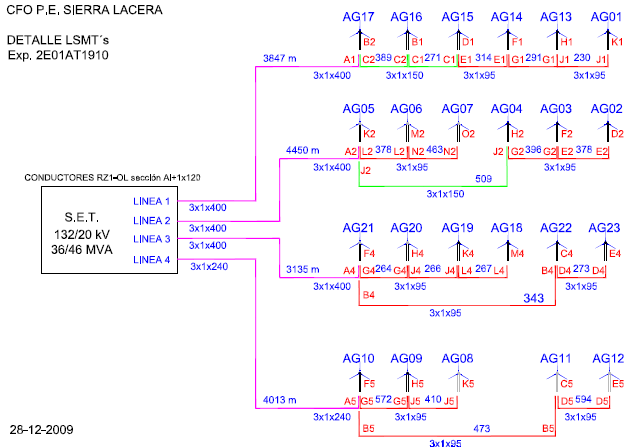 CFO P,E, SIERRA LACERA
DETALLE LSMT´s
Exp. 2E01AT1910
AG17 AG16 AG15 AG14 AG13 AG01
B2 B1 D1 F1 H1 K1
3847 m A1 C2 389 C2 C1 271 C1 E1 314 E1 G1 291 G1 J1 230 J1
3x1x400 3x1x150 3x1x95 3x1x95
AG05 AG06 AG07 AG04 AG03 AG02
K2 M2 O2 H2 F2 D2
4450 m A2 L2 378 L2 N2 463 N2 J2 G2 396 G2 E2 378 E2
3x1x400 3x1x95 3x1x95
J2
509
3x1x150
CONDUCTORES RZ1-OL sección Al+1x120
S.E.T.
132/20 kV
36/46 MVA
LINEA 1
3x1x400
LINEA 2
3x1x400
LINEA 3
3x1x400
LINEA 4
3x1x240
AG21 AG20 AG19 AG18 AG22 AG23
F4 H4 K4 M4 C4 E4
3135 m A4 G4 264 G4 J4 266 J4 L4 267 L4 B4 D4 273 D4
3x1x400 3x1x95 3x1x95
B4
343
3x1x95
AG10 AG09 AG08 AG11 AG12
F5 H5 K5 C5 E5
4013 m A5 G5 572 G5 J5 410 J5 D5 594 D5
3x1x240 3x1x95 3x1x95
B5 473 B5
3x1x95
28-12-2009